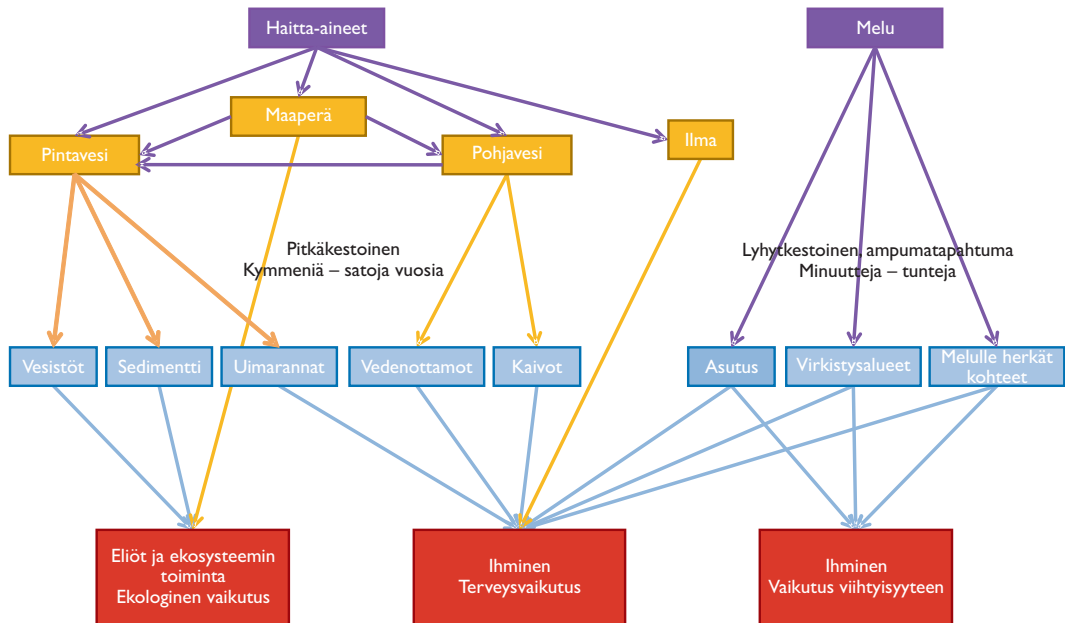 Haitta-aineet
Melu
Maaperä
Ilma
Pintavesi
Pohjavesi
Pitkäkestoinen
Kymmeniä – satoja vuosia
Lyhytkestoinen, ampumatapahtuma
Minuutteja – tunteja
Vesistöt
Sedimentti
Uimarannat
Vedenottamot
Kaivot
Asutus
Virkistysalueet
Melulle herkät
kohteet
Eliöt ja ekosysteemin
toiminta
Ekologinen vaikutus
Ihminen
Terveysvaikutus
Ihminen
Vaikutus viihtyisyyteen